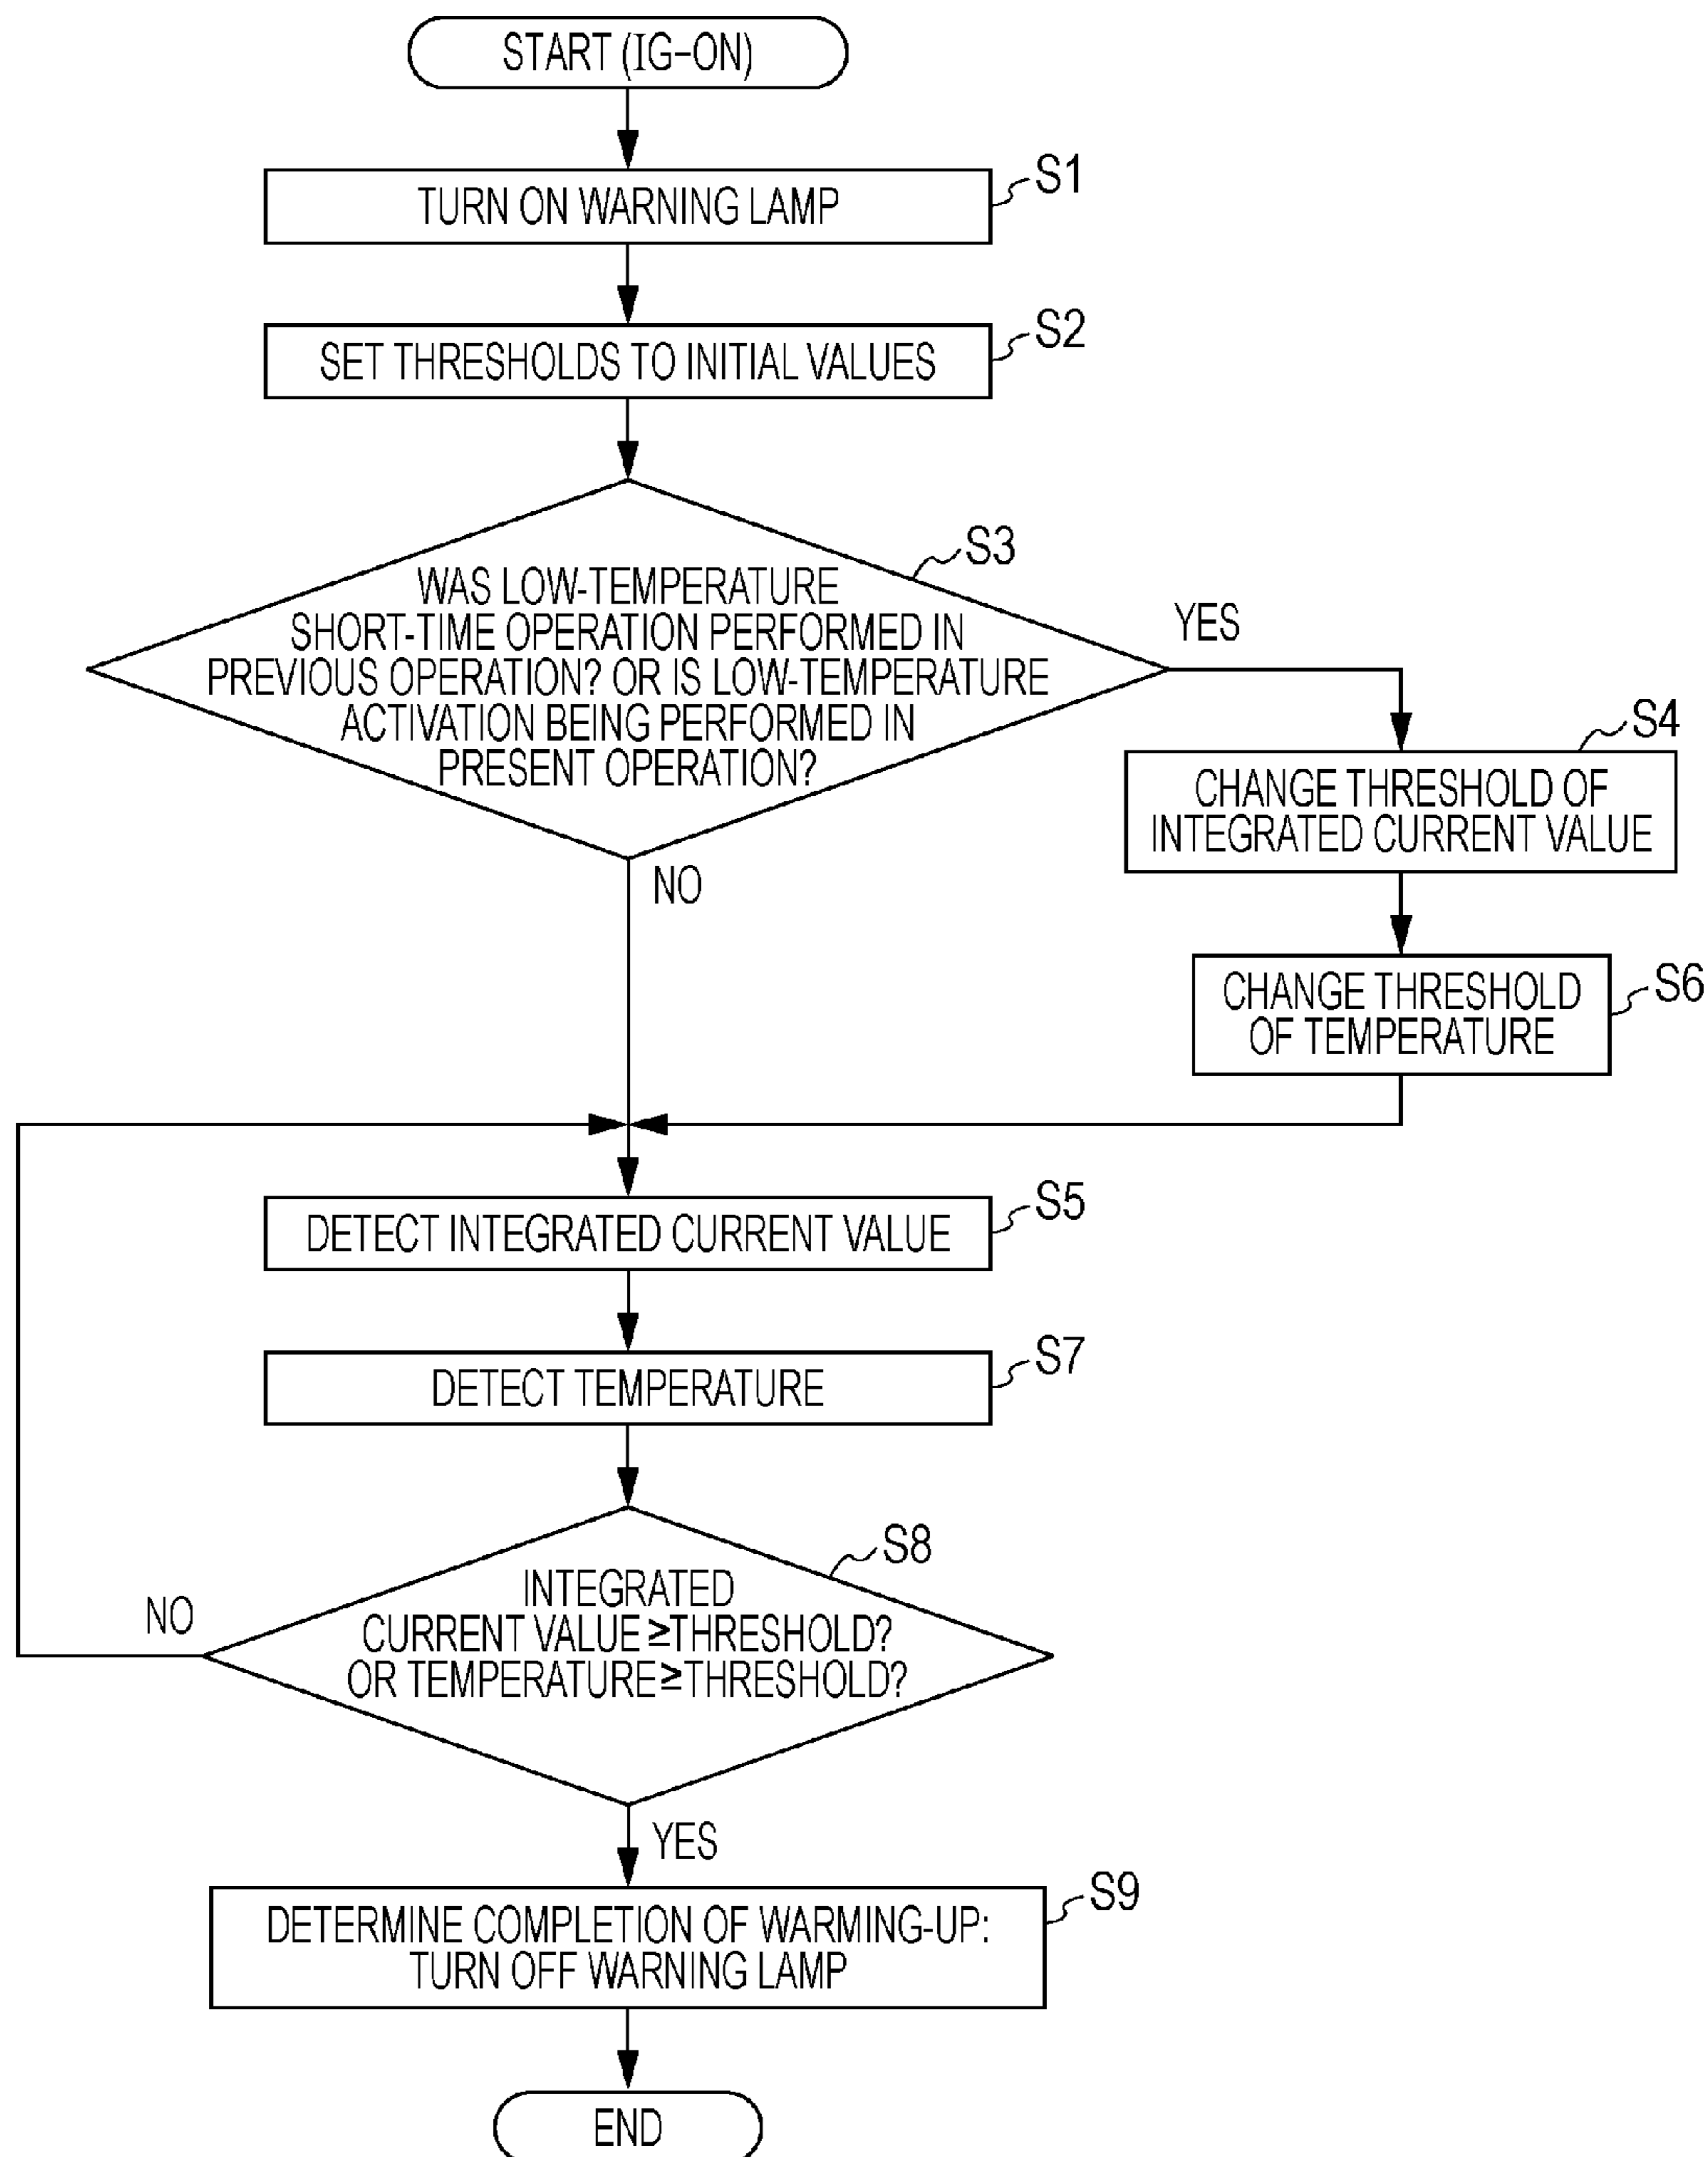 START (IG-ON)
TURN ON WARNING LAMP
S1
SET THRESHOLDS TO INITIAL VALUES
S2
S3
WAS LOW-TEMPERATURE
SHORT-TIME OPERATION PERFORMED IN
PREVIOUS OPERATION? OR IS LOW-TEMPERATURE
ACTIVATION BEING PERFORMED IN
PRESENT OPERATION?
YES
NO
S4
CHANGE THRESHOLD OF
INTEGRATED CURRENT VALUE
S6
CHANGE THRESHOLD
OF TEMPERATURE
DETECT INTEGRATED CURRENT VALUE
S5
DETECT TEMPERATURE
S7
S8
INTEGRATED
CURRENT VALUE≥THRESHOLD?
OR TEMPERATURE≥THRESHOLD?
NO
YES
S9
DETERMINE COMPLETION OF WARMING-UP:
TURN OFF WARNING LAMP
END